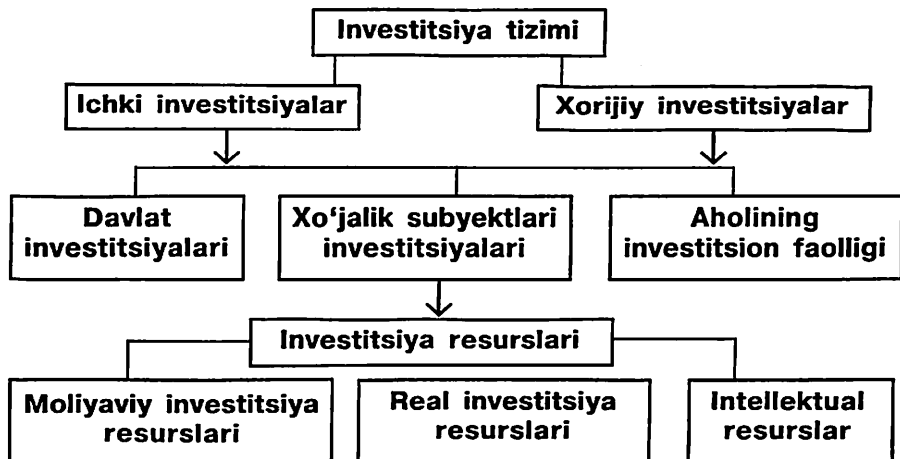 Investitsiya tizimi
Ichki investitsiyalar
Xorijiy investitsiyalar
Davlat
investitsiyalari
Xo‘jalik subyektlari
investitsiyalari
Aholining
investitsion faolligi
Investitsiya resurslari
Moliyaviy investitsiya
resurslari
Real investitsiya
resurslari
Intellektual
resurslar